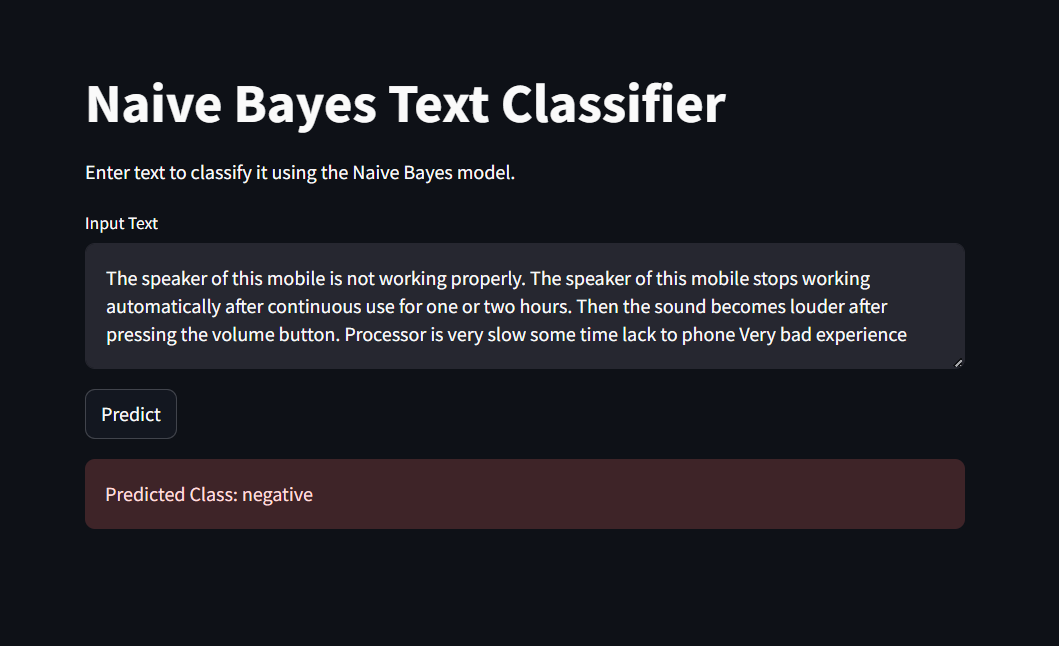 Naive Bayes Text Classifier
Enter text to classify it using the Naive Bayes model.
Input Text
The speaker of this mobile is not working properly. The speaker of this mobile stops working
automatically after continuous use for one or two hours. Then the sound becomes louder after
pressing the volume button. Processor is very slow some time lack to phone Very bad experience
Predict
Predicted Class: negative